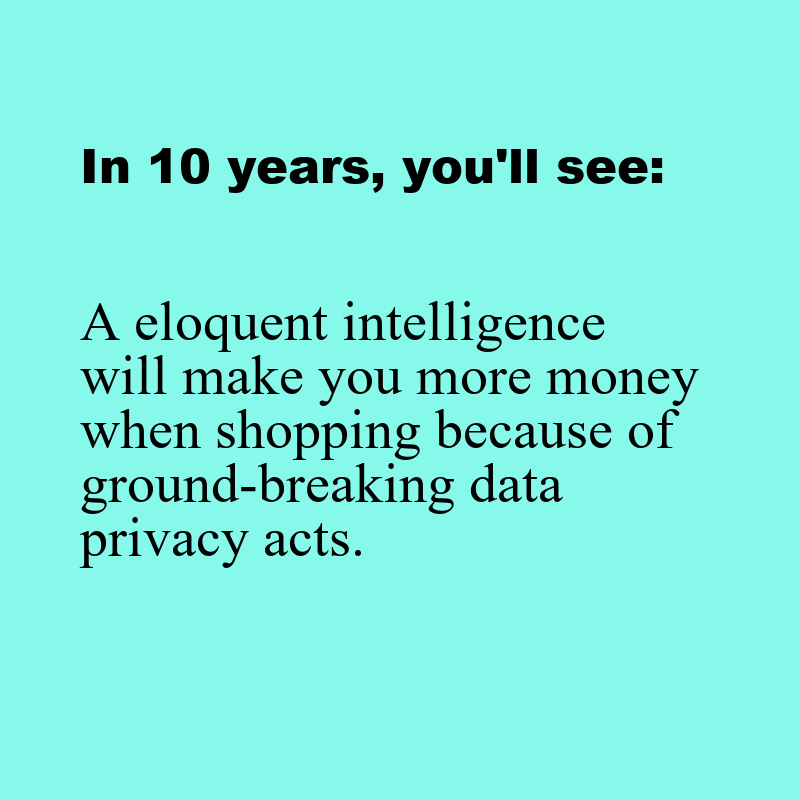 In 10 years, you'll see:
A eloquent intelligence
will make you more money
when shopping because of
ground-breaking data
privacy acts.